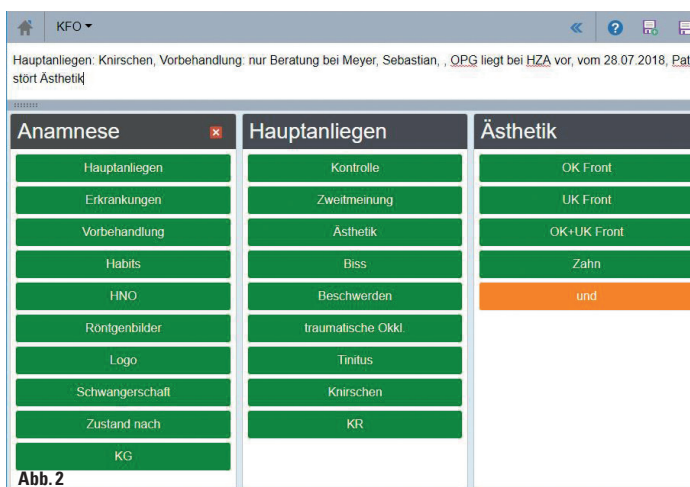 KFO
Hauptanliegen: Knirschen, Vorbehandlung: nur Beratung bei Meyer, Sebastian, , OPG liegt bei HZA vor, vom 28.07.2018, Pat
stört Ästhetik
Anamnese
Hauptanliegen
Erkrankungen
Vorbehandlung
Habits
HNO
Röntgenbilder
Logo
Schwangerschaft
Zustand nach
KG
Hauptanliegen
Kontrolle
Zweitmeinung
Ästhetik
Biss
Beschwerden
traumatische Okkl.
Tinitus
Knirschen
KR
Ästhetik
OK Front
UK Front
OK+UK Front
Zahn
und
Abb. 2